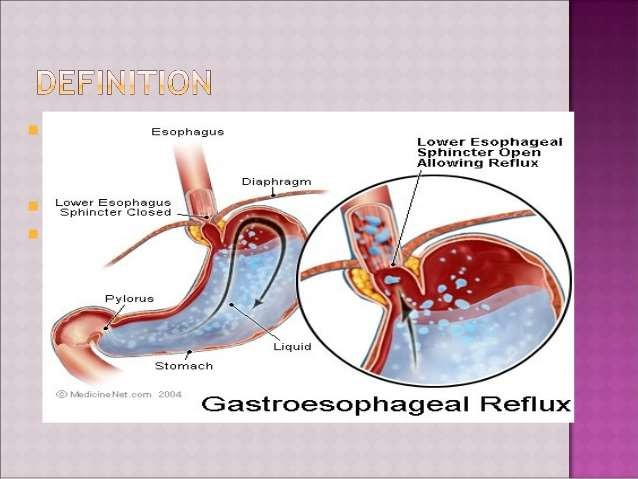 DEFINITION
Esophagus
Lower Esophageal
Sphincter Open
Allowing Reflux
Diaphragm
Lower Esophagus
Sphincter Closed
Pylorus
Liquid
Stomach
© MedicineNet.com 2004
Gastroesophageal Reflux